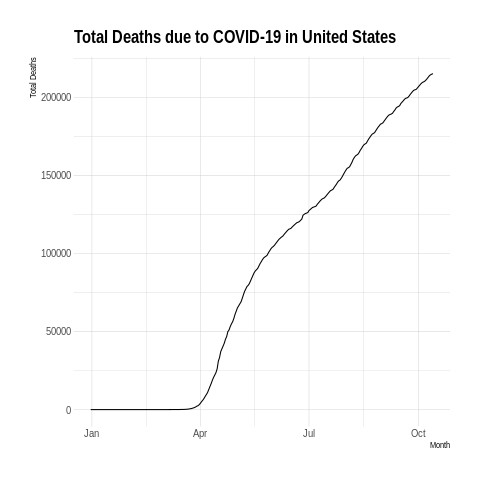 Total Deaths due to COVID-19 in United States
Total Deaths
200000
150000
100000
50000
0
Jan Apr Jul Oct
Month